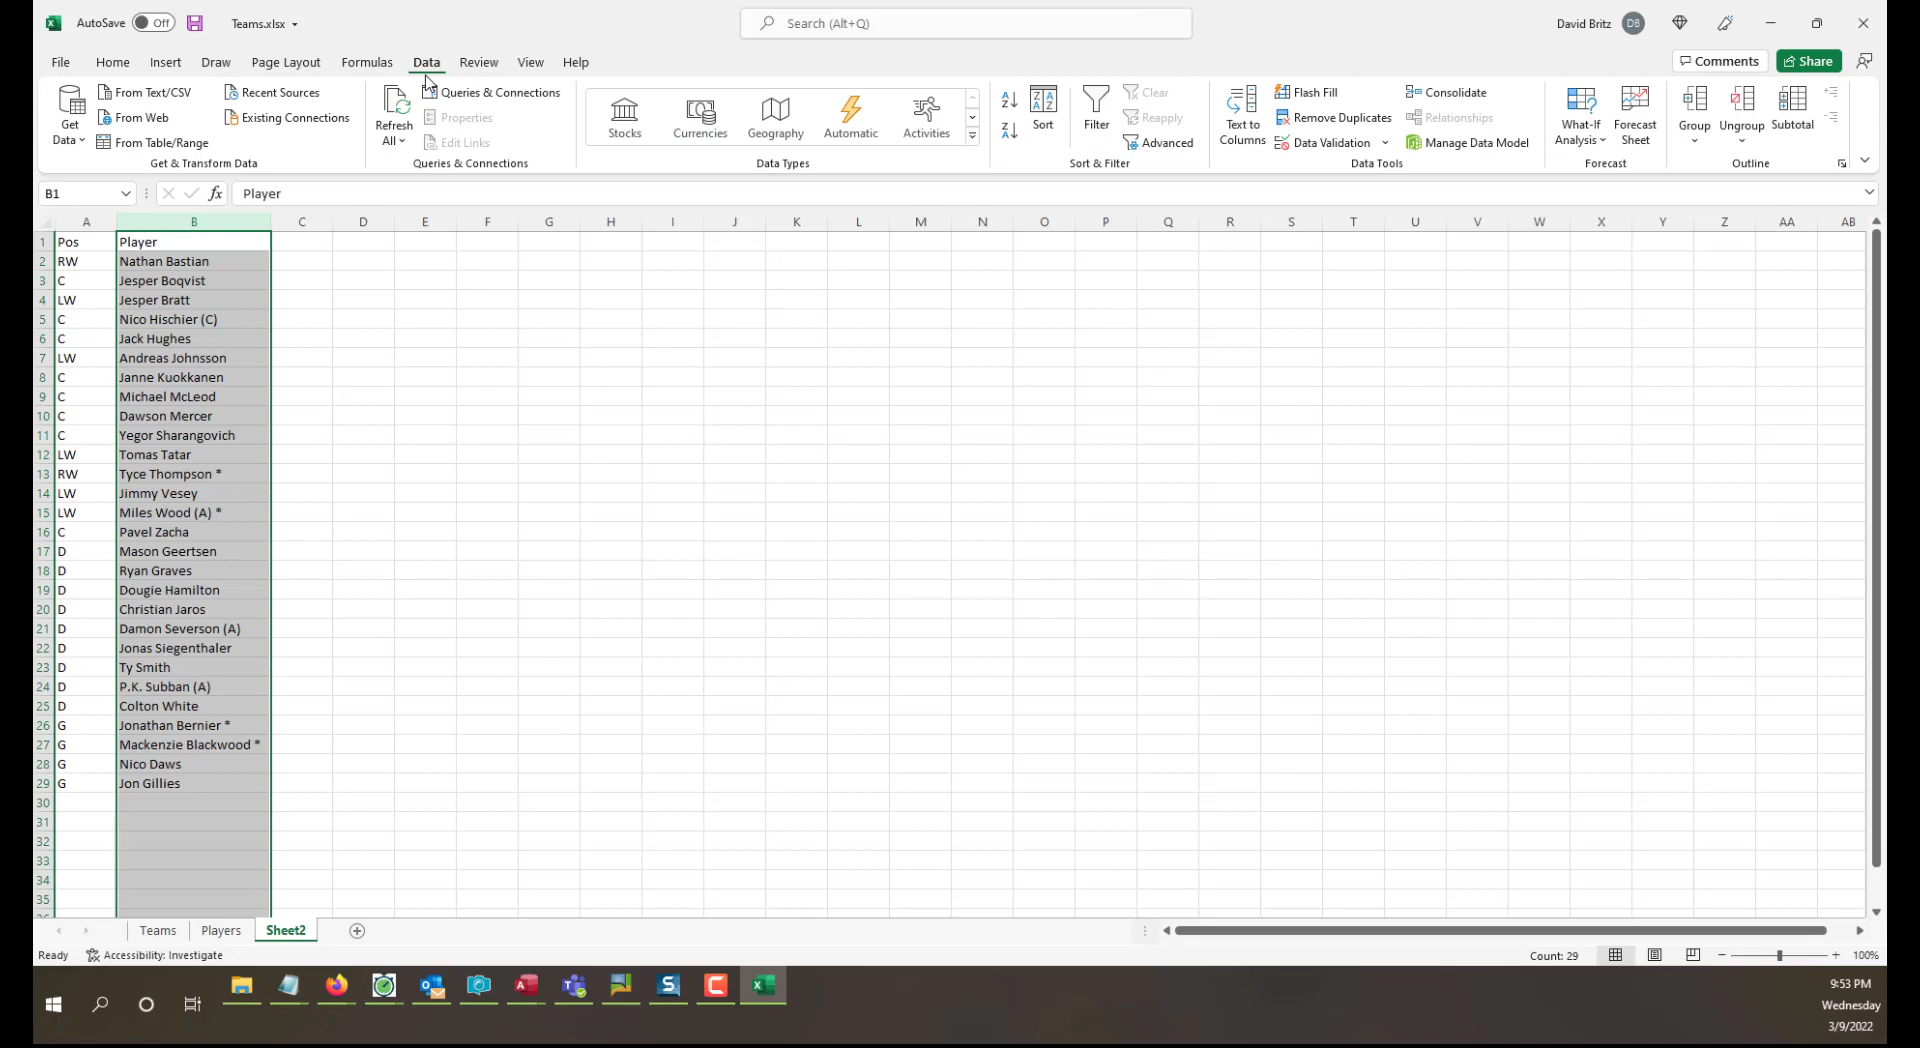 AutoSave Off Teams.xlsx Search (Alt+Q) David Britz DB
File Home Insert Draw Page Layout Formulas Data Review View Help Comments Share
Get Data
From Text/CSV
From Web
From Table/Range
Recent Sources
Existing Connections
Get & Transform Data
Refresh All
Queries & Connections
Properties
Edit Links
Queries & Connections
Stocks Currencies Geography Automatic Activities
Data Types
Sort
Filter
Clear
Reapply
Advanced
Sort & Filter
Text to Columns
Flash Fill
Remove Duplicates
Data Validation
Consolidate
Relationships
Manage Data Model
Data Tools
What-If Analysis
Forecast Sheet
Forecast
Group Ungroup Subtotal
Outline
B1 fx Player
A B C D E F G H I J K L M N O P Q R S T U V W X Y Z AA AB
1 Pos Player
2 RW Nathan Bastian
3 C Jesper Boqvist
4 LW Jesper Bratt
5 C Nico Hischier (C)
6 C Jack Hughes
7 LW Andreas Johnsson
8 C Janne Kuokkanen
9 C Michael McLeod
10 C Dawson Mercer
11 C Yegor Sharangovich
12 LW Tomas Tatar
13 RW Tyce Thompson *
14 LW Jimmy Vesey
15 LW Miles Wood (A) *
16 C Pavel Zacha
17 D Mason Geertsen
18 D Ryan Graves
19 D Dougie Hamilton
20 D Christian Jaros
21 D Damon Severson (A)
22 D Jonas Siegenthaler
23 D Ty Smith
24 D P.K. Subban (A)
25 D Colton White
26 G Jonathan Bernier *
27 G Mackenzie Blackwood *
28 G Nico Daws
29 G Jon Gillies
30
31
32
33
34
35
Teams Players Sheet2
Ready Accessibility: Investigate Count: 29 100%
9:53 PM
Wednesday
3/9/2022